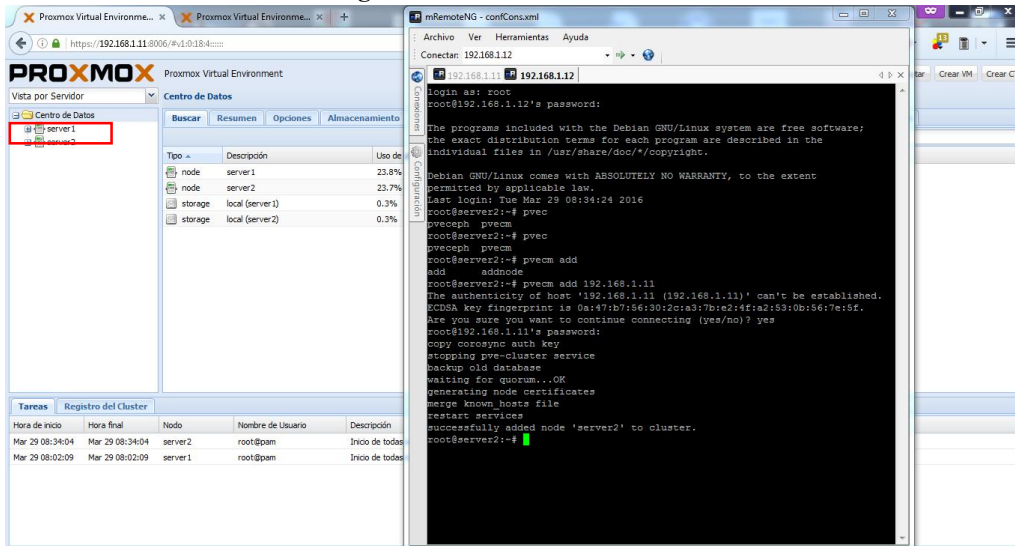 Proxmox Virtual Environme... ×
Proxmox Virtual Environme... ×
https://192.168.1.11:8006/#v1:0:18:4::::::
PROXMOX Proxmox Virtual Environment
Crear VM
Vista por Servidor
Centro de Datos
server1
server2
Centro de Datos
Buscar Resumen Opciones Almacenamiento
Tipo Descripción Uso de
node server1 23.8%
node server2 23.7%
storage local (server1) 0.3%
storage local (server2) 0.3%
Tareas Registro del Cluster
Hora de inicio Hora final Nodo Nombre de Usuario Descripción
Mar 29 08:34:04 Mar 29 08:34:04 server2 root@pam Inicio de todas
Mar 29 08:02:09 Mar 29 08:02:09 server1 root@pam Inicio de todas
mRemoteNG - confCons.xml
Archivo Ver Herramientas Ayuda
Conectar: 192.168.1.12
192.168.1.11 192.168.1.12
Conexiones
Configuración
login as: root
root@192.168.1.12's password:
The programs included with the Debian GNU/Linux system are free software;
the exact distribution terms for each program are described in the
individual files in /usr/share/doc/*/copyright.
Debian GNU/Linux comes with ABSOLUTELY NO WARRANTY, to the extent
permitted by applicable law.
Last login: Tue Mar 29 08:34:24 2016
root@server2:~# pvec
pveceph pvecm
root@server2:~# pvec
pveceph pvecm
root@server2:~# pvecm add
add addnode
root@server2:~# pvecm add 192.168.1.11
The authenticity of host '192.168.1.11 (192.168.1.11)' can't be established.
ECDSA key fingerprint is 0a:47:b7:56:30:2c:a3:7b:e2:4f:a2:53:0b:56:7e:5f.
Are you sure you want to continue connecting (yes/no)? yes
root@192.168.1.11's password:
copy corosync auth key
stopping pve-cluster service
backup old database
waiting for quorum...OK
generating node certificates
merge known_hosts file
restart services
successfully added node 'server2' to cluster.
root@server2:~#